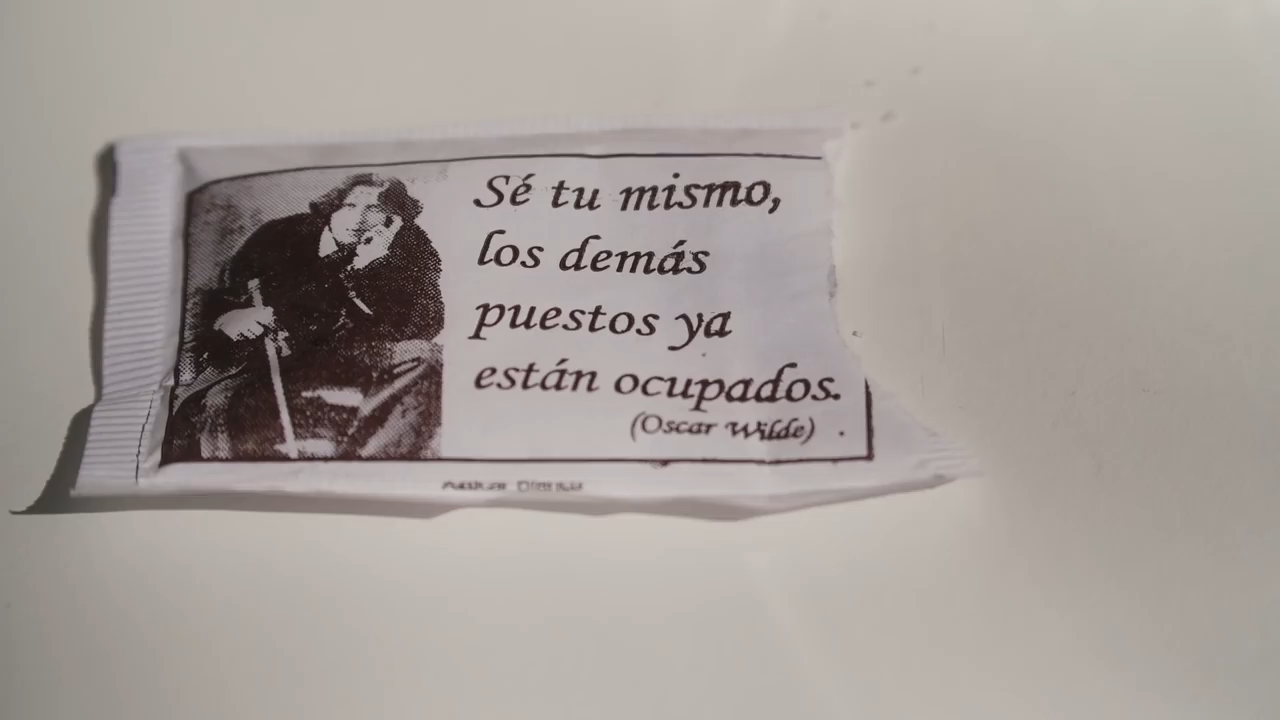 Sé tu mismo,
los demás
puestos ya
están ocupados.
(Oscar Wilde)